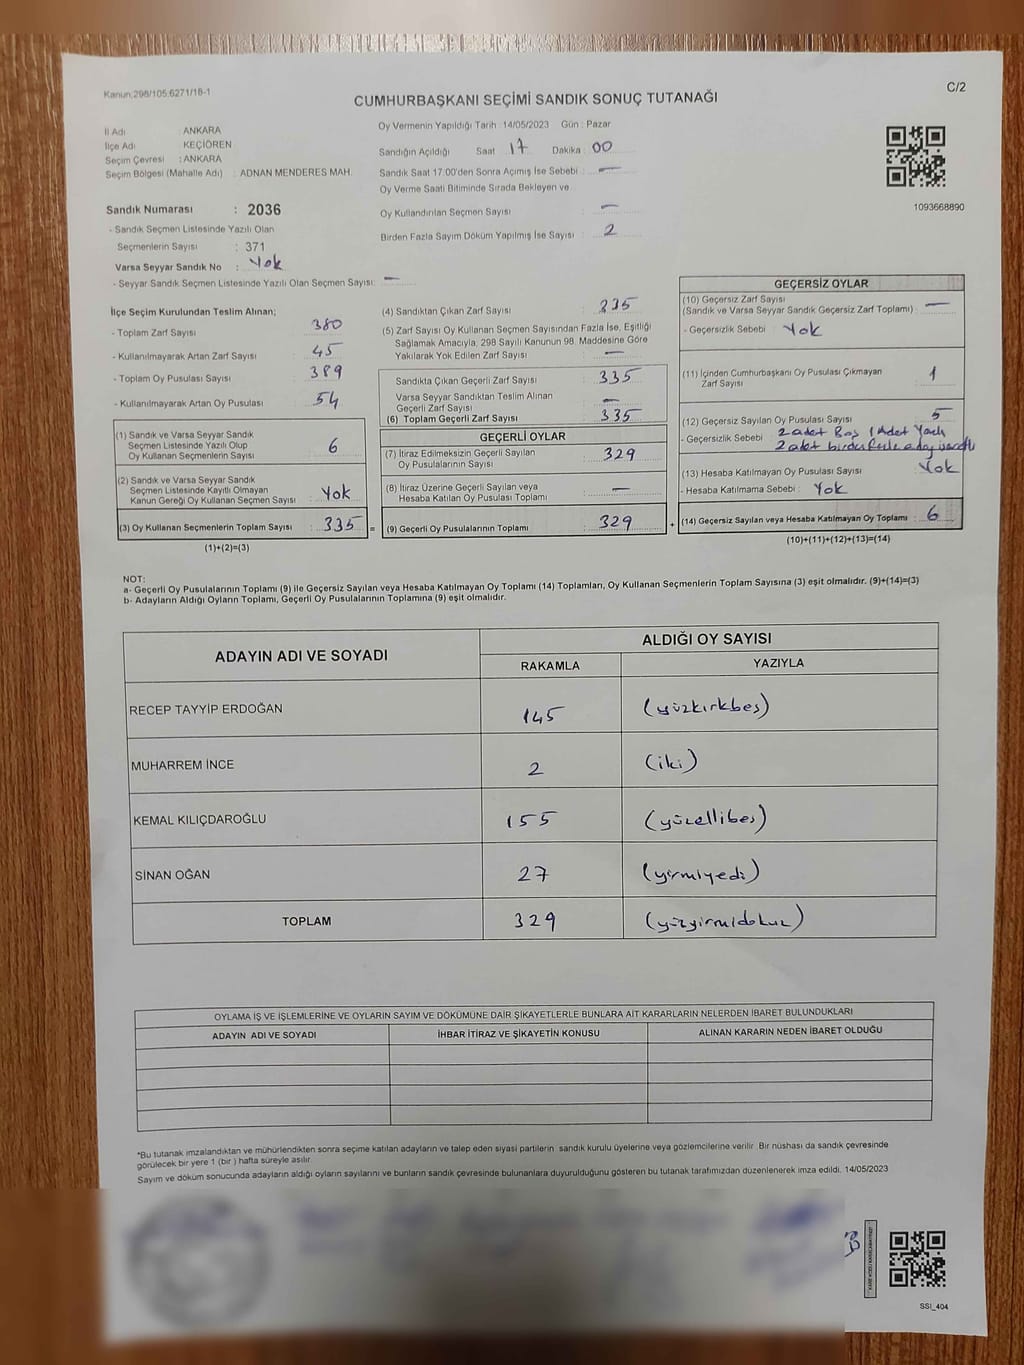 Kanun:298/105;6271/18-1
C/2
CUMHURBAŞKANI SEÇİMİ SANDIK SONUÇ TUTANAĞI
İl Adı : ANKARA
İlçe Adı KEÇİÖREN
Seçim Çevresi : ANKARA
Seçim Bölgesi (Mahalle Adı) : ADNAN MENDERES MAH.
Sandık Numarası : 2036
- Sandık Seçmen Listesinde Yazılı Olan
Seçmenlerin Sayısı : 371
Varsa Seyyar Sandık No : Yok
- Seyyar Sandık Seçmen Listesinde Yazılı Olan Seçmen Sayısı: —
Oy Vermenin Yapıldığı Tarih : 14/05/2023 Gün : Pazar
Sandığın Açıldığı Saat 17 Dakika : 00
Sandık Saat 17:00'den Sonra Açımış İse Sebebi : —
Oy Verme Saati Bitiminde Sırada Bekleyen ve
Oy Kullandırılan Seçmen Sayısı : —
Birden Fazla Sayım Döküm Yapılmış İse Sayısı : 2
1093668890
İlçe Seçim Kurulundan Teslim Alınan;
- Toplam Zarf Sayısı : 380
- Kullanılmayarak Artan Zarf Sayısı : 45
- Toplam Oy Pusulası Sayısı : 389
- Kullanılmayarak Artan Oy Pusulası : 54
(1) Sandık ve Varsa Seyyar Sandık
Seçmen Listesinde Yazılı Olup
Oy Kullanan Seçmenlerin Sayısı : 6
(2) Sandık ve Varsa Seyyar Sandık
Seçmen Listesinde Kayıtlı Olmayan
Kanun Gereği Oy Kullanan Seçmen Sayısı : Yok
(3) Oy Kullanan Seçmenlerin Toplam Sayısı : 335 =
(1)+(2)=(3)
(4) Sandıktan Çıkan Zarf Sayısı : 335
(5) Zarf Sayısı Oy Kullanan Seçmen Sayısından Fazla İse, Eşitliği
Sağlamak Amacıyla, 298 Sayılı Kanunun 98. Maddesine Göre
Yakılarak Yok Edilen Zarf Sayısı : —
Sandıkta Çıkan Geçerli Zarf Sayısı : 335
Varsa Seyyar Sandıktan Teslim Alınan
Geçerli Zarf Sayısı : —
(6) Toplam Geçerli Zarf Sayısı : 335
GEÇERLİ OYLAR
(7) İtiraz Edilmeksizin Geçerli Sayılan
Oy Pusulalarının Sayısı : 329
(8) İtiraz Üzerine Geçerli Sayılan veya
Hesaba Katılan Oy Pusulası Toplamı : —
(9) Geçerli Oy Pusulalarının Toplamı : 329 +
GEÇERSİZ OYLAR
(10) Geçersiz Zarf Sayısı
(Sandık ve Varsa Seyyar Sandık Geçersiz Zarf Toplamı) : —
- Geçersizlik Sebebi : Yok
(11) İçinden Cumhurbaşkanı Oy Pusulası Çıkmayan
Zarf Sayısı : 1
(12) Geçersiz Sayılan Oy Pusulası Sayısı : 5
- Geçersizlik Sebebi : 2 adet Boş 1 Adet
2 adet birden fazla aday
(13) Hesaba Katılmayan Oy Pusulası Sayısı : Yok
- Hesaba Katılmama Sebebi : Yok
(14) Geçersiz Sayılan veya Hesaba Katılmayan Oy Toplamı : 6
(10)+(11)+(12)+(13)=(14)
NOT:
a- Geçerli Oy Pusulalarının Toplamı (9) ile Geçersiz Sayılan veya Hesaba Katılmayan Oy Toplamı (14) Toplamları, Oy Kullanan Seçmenlerin Toplam Sayısına (3) eşit olmalıdır. (9)+(14)=(3)
b- Adayların Aldığı Oyların Toplamı, Geçerli Oy Pusulalarının Toplamına (9) eşit olmalıdır.
ADAYIN ADI VE SOYADI
ALDIĞI OY SAYISI
RAKAMLA YAZIYLA
RECEP TAYYİP ERDOĞAN 145 (yüzkırkbeş)
MUHARREM İNCE 2 (iki)
KEMAL KILIÇDAROĞLU 155 (yüzellibeş)
SİNAN OĞAN 27 (yirmiyedi)
TOPLAM 329 (yüzyirmidokuz)
OYLAMA İŞ VE İŞLEMLERİNE VE OYLARIN SAYIM VE DÖKÜMÜNE DAİR ŞİKAYETLERLE BUNLARA AİT KARARLARIN NELERDEN İBARET BULUNDUKLARI
ADAYIN ADI VE SOYADI İHBAR İTİRAZ VE ŞİKAYETİN KONUSU ALINAN KARARIN NEDEN İBARET OLDUĞU
*Bu tutanak imzalandıktan ve mühürlendikten sonra seçime katılan adayların ve talep eden siyasi partilerin sandık kurulu üyelerine veya gözlemcilerine verilir. Bir nüshası da sandık çevresinde
görülecek bir yere 1 (bir ) hafta süreyle asılır.
Sayım ve döküm sonucunda adayların aldığı oyların sayılarını ve bunların sandık çevresinde bulunanlara duyurulduğunu gösteren bu tutanak tarafımızdan düzenlenerek imza edildi. 14/05/2023
SSI_404